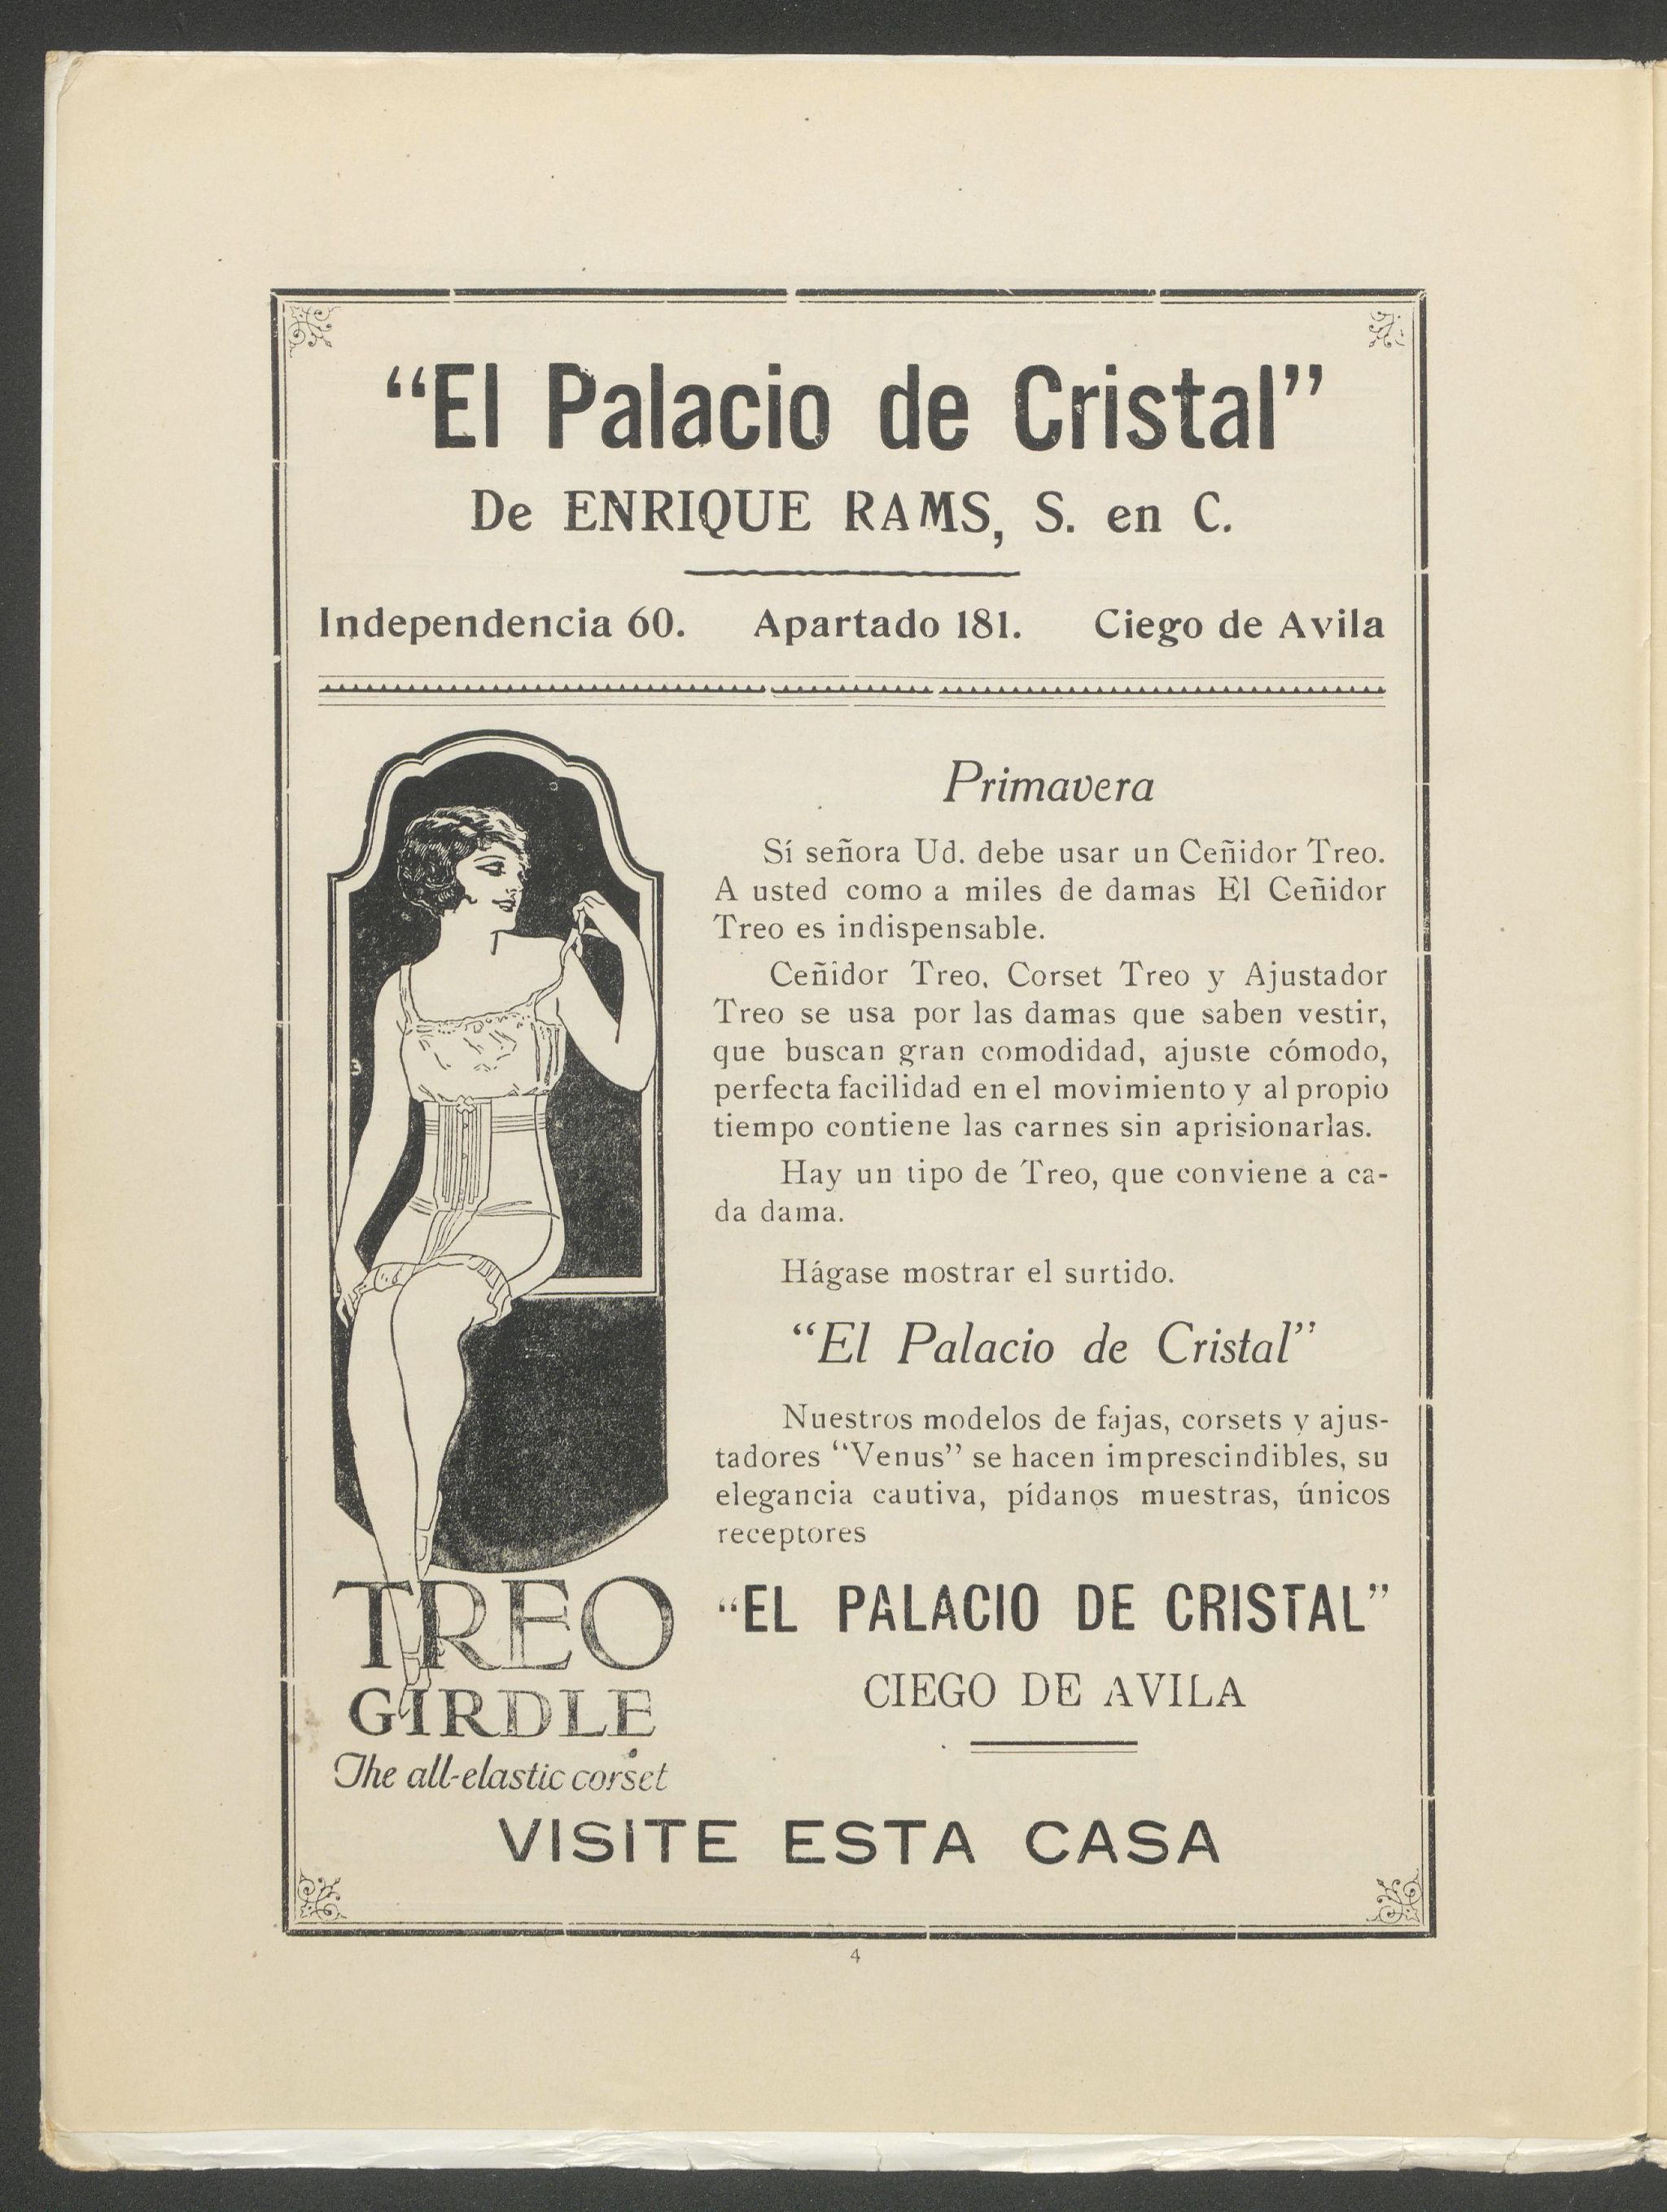 “El Palacio de Cristal”
De ENRIQUE RAMS, S. en C.
Independencia 60. Apartado 181. Ciego de Avila
Primavera
Sí señora Ud. debe usar un Ceñidor Treo.
A usted como a miles de damas El Ceñidor
Treo es indispensable.
Ceñidor Treo, Corset Treo y Ajustador
Treo se usa por las damas que saben vestir,
que buscan gran comodidad, ajuste cómodo,
perfecta facilidad en el movimiento y al propio
tiempo contiene las carnes sin aprisionarlas.
Hay un tipo de Treo, que conviene a ca-
da dama.
Hágase mostrar el surtido.
“El Palacio de Cristal”
Nuestros modelos de fajas, corsets y ajus-
tadores “Venus” se hacen imprescindibles, su
elegancia cautiva, pídanos muestras, únicos
receptores
“EL PALACIO DE CRISTAL”
CIEGO DE AVILA
TREO
GIRDLE
The all-elastic corset
VISITE ESTA CASA
4